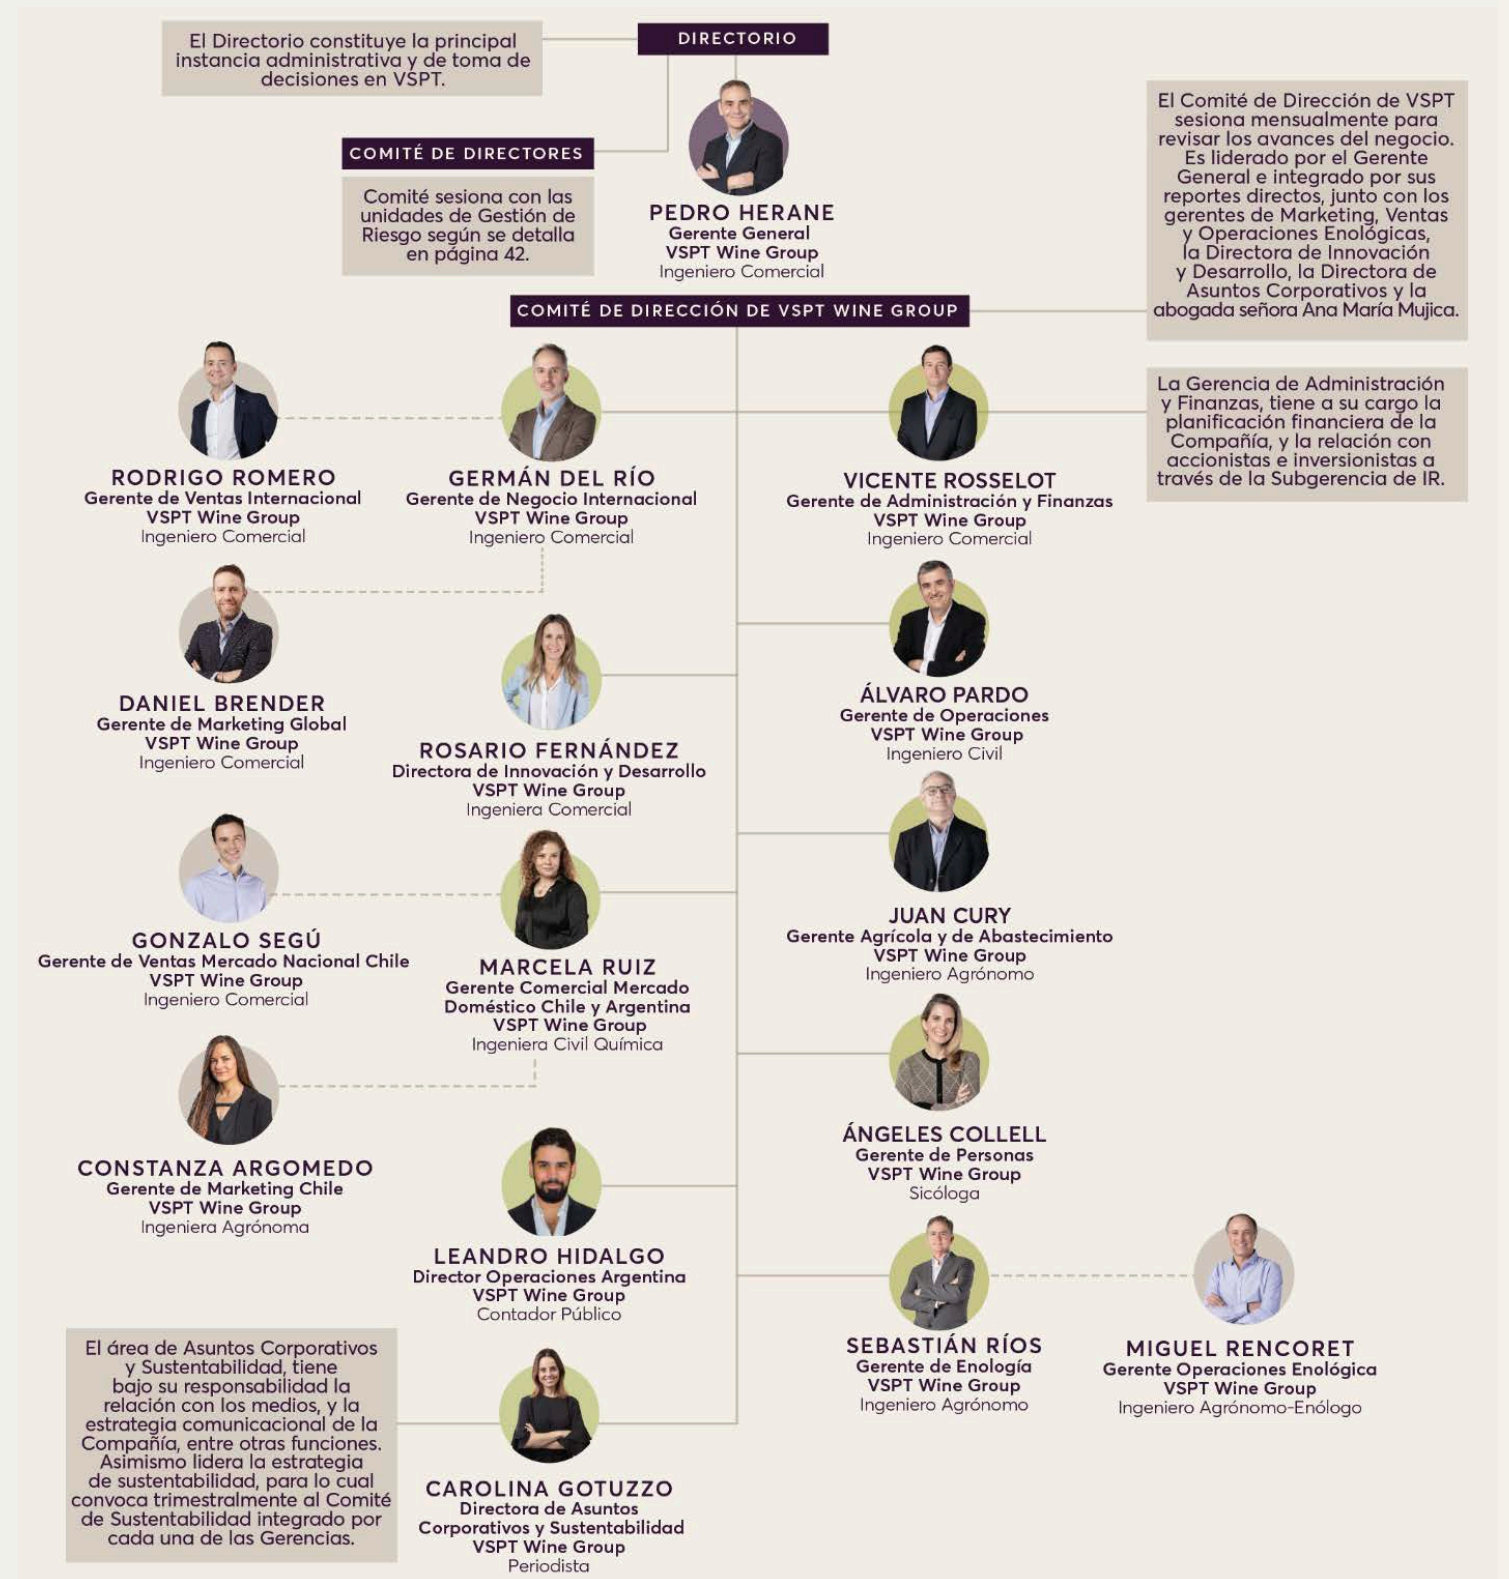 El Directorio constituye la principal
instancia administrativa y de toma de
decisiones en VSPT.
DIRECTORIO
COMITÉ DE DIRECTORES
Comité sesiona con las
unidades de Gestión de
Riesgo según se detalla
en página 42.
PEDRO HERANE
Gerente General
VSPT Wine Group
Ingeniero Comercial
El Comité de Dirección de VSPT
sesiona mensualmente para
revisar los avances del negocio.
Es liderado por el Gerente
General e integrado por sus
reportes directos, junto con los
gerentes de Marketing, Ventas
y Operaciones Enológicas,
la Directora de Innovación
y Desarrollo, la Directora de
Asuntos Corporativos y la
abogada señora Ana María Mujica.
COMITÉ DE DIRECCIÓN DE VSPT WINE GROUP
RODRIGO ROMERO
Gerente de Ventas Internacional
VSPT Wine Group
Ingeniero Comercial
GERMÁN DEL RÍO
Gerente de Negocio Internacional
VSPT Wine Group
Ingeniero Comercial
VICENTE ROSSELOT
Gerente de Administración y Finanzas
VSPT Wine Group
Ingeniero Comercial
La Gerencia de Administración
y Finanzas, tiene a su cargo la
planificación financiera de la
Compañía, y la relación con
accionistas e inversionistas a
través de la Subgerencia de IR.
DANIEL BRENDER
Gerente de Marketing Global
VSPT Wine Group
Ingeniero Comercial
ROSARIO FERNÁNDEZ
Directora de Innovación y Desarrollo
VSPT Wine Group
Ingeniera Comercial
ÁLVARO PARDO
Gerente de Operaciones
VSPT Wine Group
Ingeniero Civil
GONZALO SEGÚ
Gerente de Ventas Mercado Nacional Chile
VSPT Wine Group
Ingeniero Comercial
MARCELA RUIZ
Gerente Comercial Mercado
Doméstico Chile y Argentina
VSPT Wine Group
Ingeniera Civil Química
JUAN CURY
Gerente Agrícola y de Abastecimiento
VSPT Wine Group
Ingeniero Agrónomo
CONSTANZA ARGOMEDO
Gerente de Marketing Chile
VSPT Wine Group
Ingeniera Agrónoma
LEANDRO HIDALGO
Director Operaciones Argentina
VSPT Wine Group
Contador Público
ÁNGELES COLLELL
Gerente de Personas
VSPT Wine Group
Sicóloga
SEBASTIÁN RÍOS
Gerente de Enología
VSPT Wine Group
Ingeniero Agrónomo
MIGUEL RENCORET
Gerente Operaciones Enológica
VSPT Wine Group
Ingeniero Agrónomo-Enólogo
El área de Asuntos Corporativos
y Sustentabilidad, tiene
bajo su responsabilidad la
relación con los medios, y la
estrategia comunicacional de la
Compañía, entre otras funciones.
Asimismo lidera la estrategia
de sustentabilidad, para lo cual
convoca trimestralmente al Comité
de Sustentabilidad integrado por
cada una de las Gerencias.
CAROLINA GOTUZZO
Directora de Asuntos
Corporativos y Sustentabilidad
VSPT Wine Group
Periodista